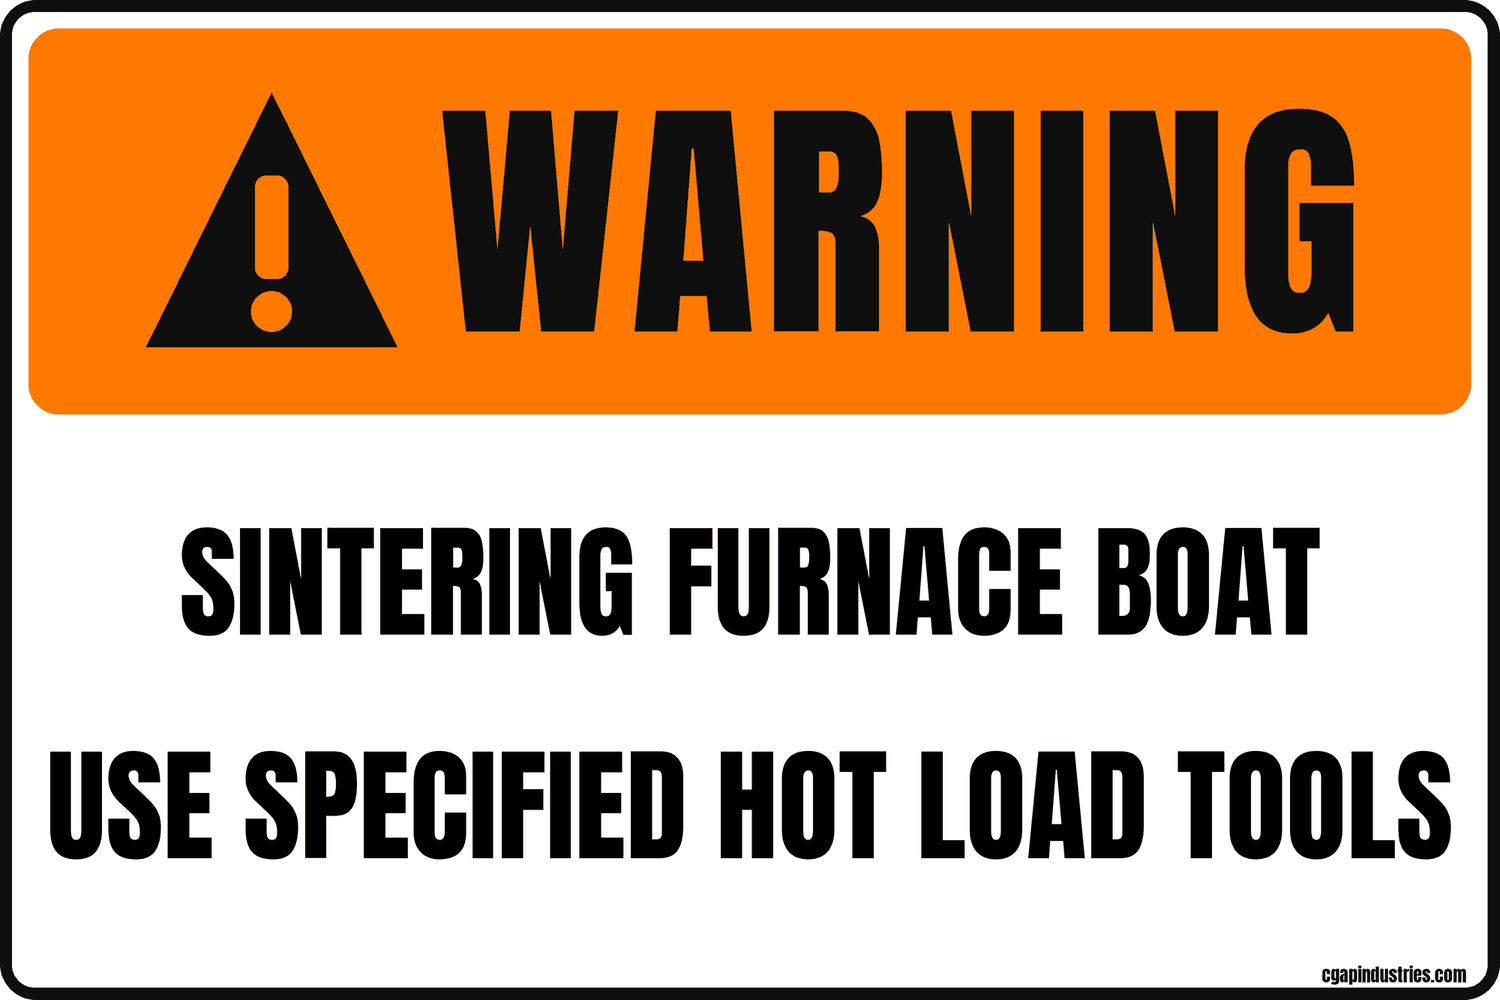 WARNING
SINTERING FURNACE BOAT
USE SPECIFIED HOT LOAD TOOLS
cgapindustries.com